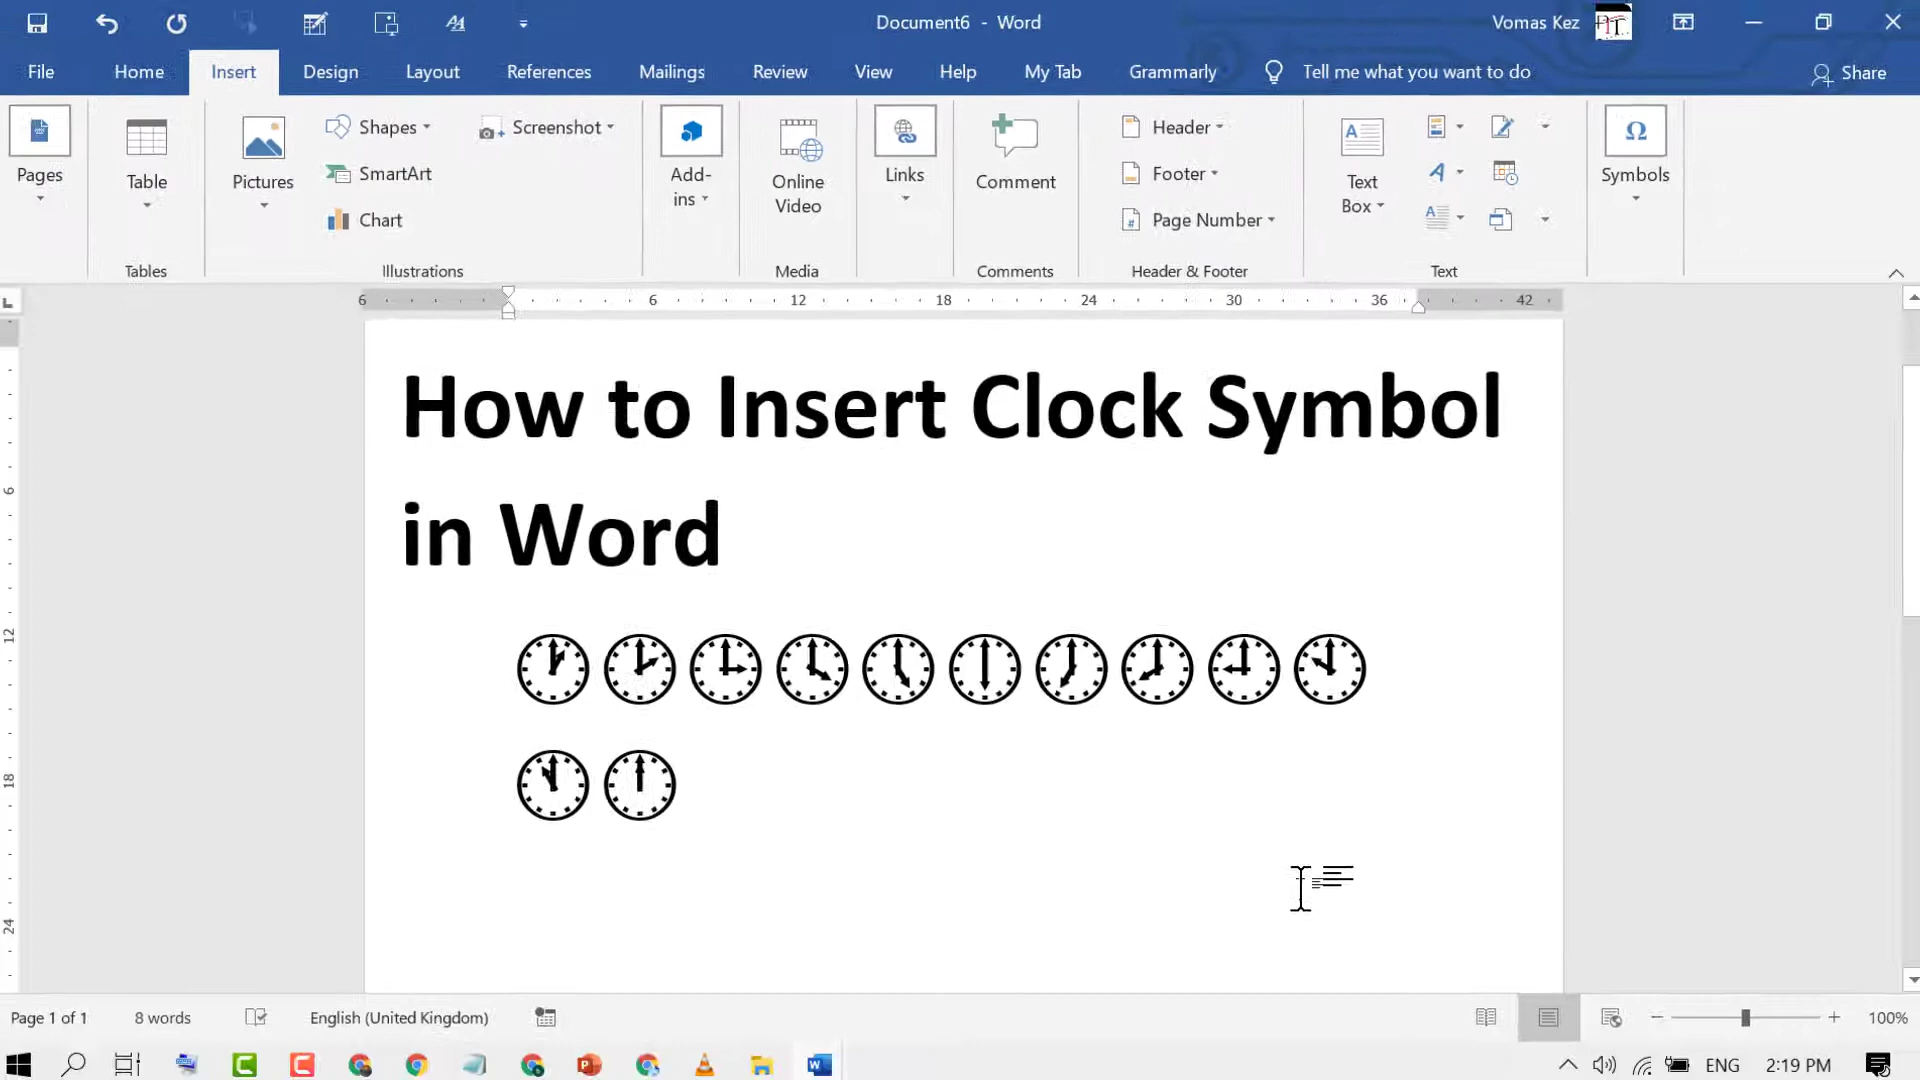 Document6 - Word
Vomas Kez
File Home Insert Design Layout References Mailings Review View Help My Tab Grammarly Tell me what you want to do Share
Pages
Table
Pictures
Shapes
SmartArt
Chart
Screenshot
Add-
ins
Online
Video
Links
Comment
Header
Footer
Page Number
Text
Box
Symbols
Tables Illustrations Media Comments Header & Footer Text
6 6 12 18 24 30 36 42
6
12
18
24
How to Insert Clock Symbol
in Word
Page 1 of 1 8 words English (United Kingdom) 100%
ENG 2:19 PM